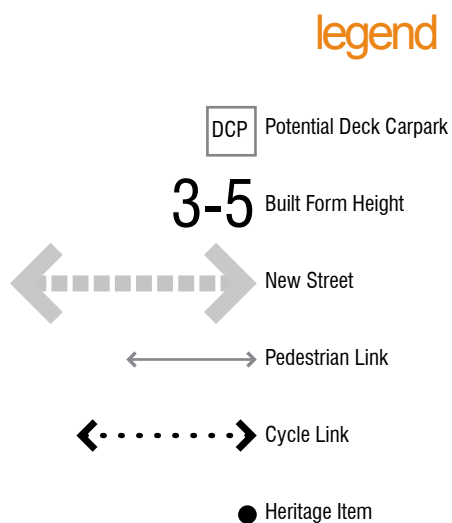 legend
DCP Potential Deck Carpark
3-5 Built Form Height
New Street
Pedestrian Link
Cycle Link
Heritage Item